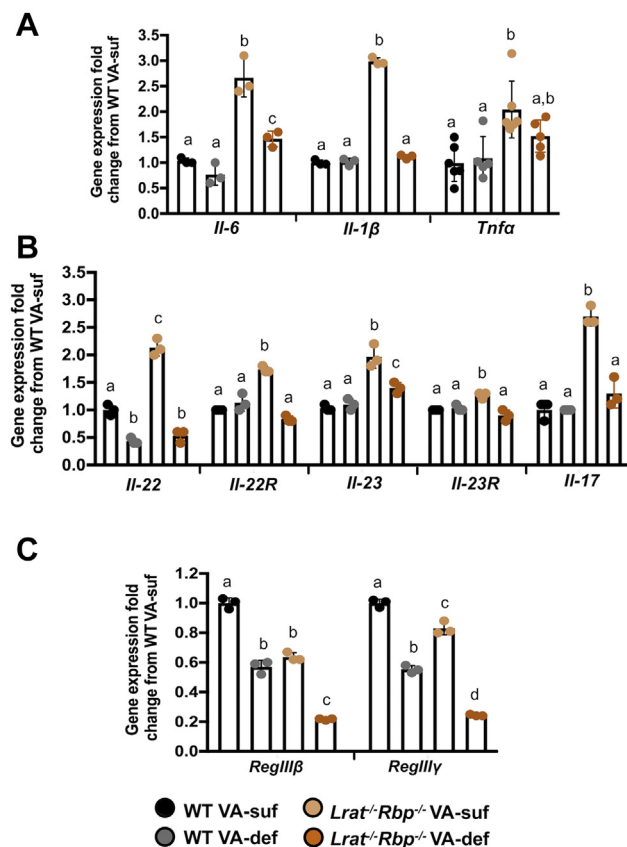 A
Gene expression fold
change from WT VA-suf
3.5
3.0
2.5
2.0
1.5
1.0
0.5
0.0
a a b c a a b a a a b a,b
Il-6 Il-1β Tnfα
B
Gene expression fold
change from WT VA-suf
3.5
3.0
2.5
2.0
1.5
1.0
0.5
0.0
a b c b a a b a a a b c a a b a a a b a
Il-22 Il-22R Il-23 Il-23R Il-17
C
Gene expression fold
change from WT VA-suf
1.2
1.0
0.8
0.6
0.4
0.2
0.0
a b b c a b c d
RegIIIβ RegIIIγ
WT VA-suf Lrat-/-Rbp-/- VA-suf
WT VA-def Lrat-/-Rbp-/- VA-def